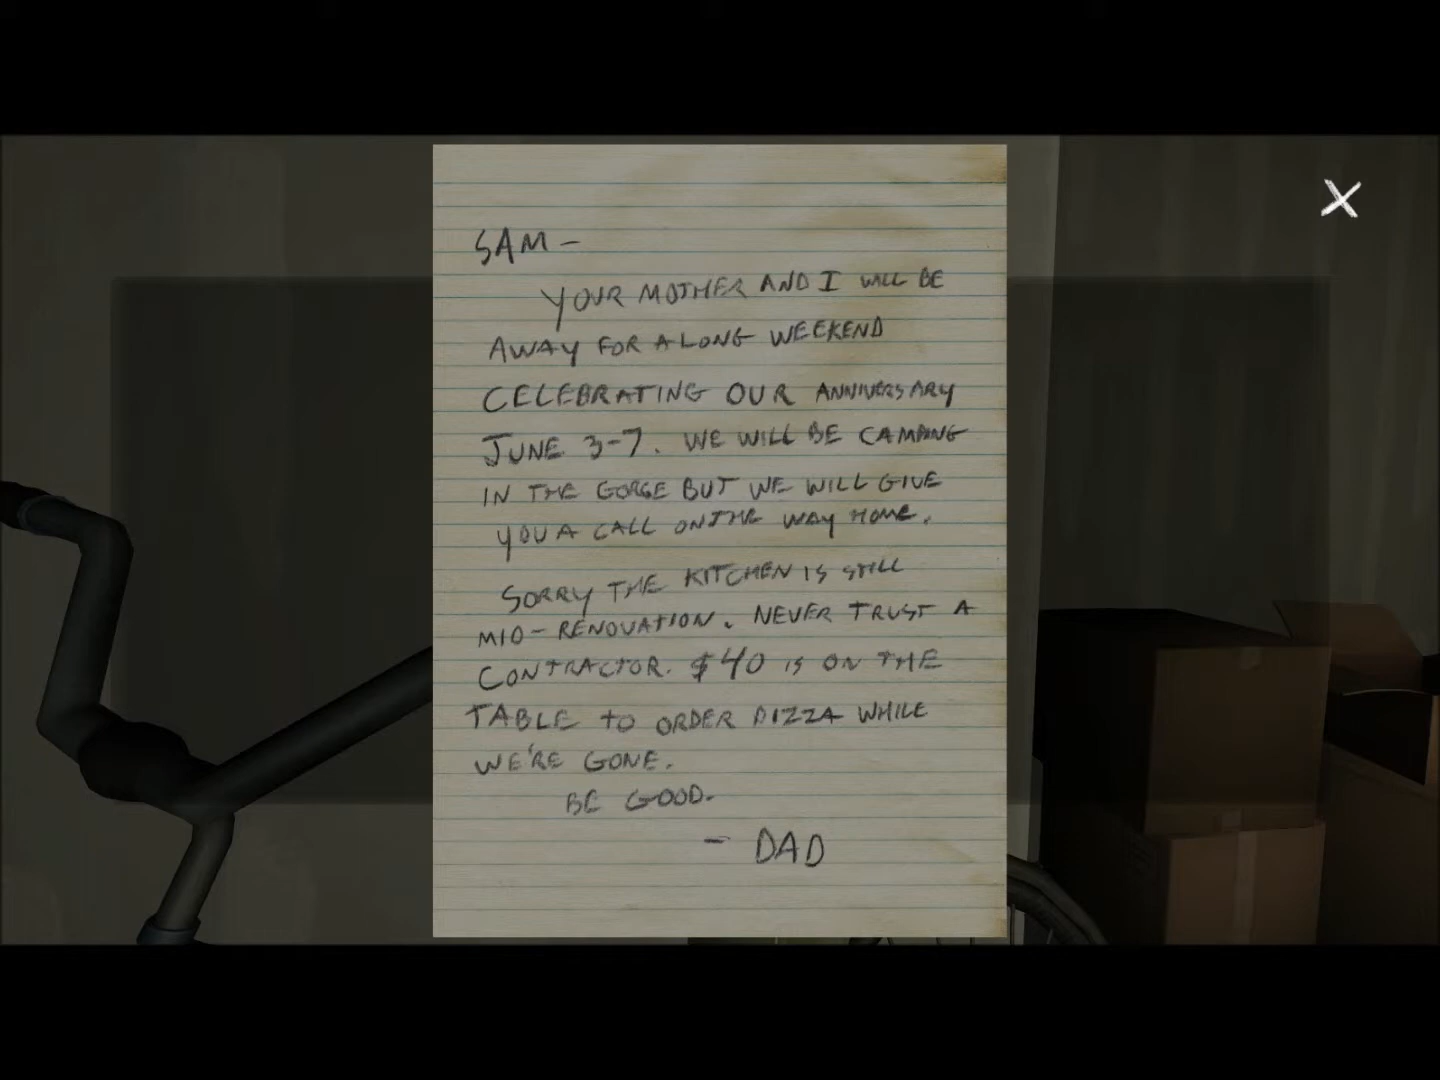 SAM -
YOUR MOTHER AND I WILL BE
AWAY FOR A LONG WEEKEND
CELEBRATING OUR ANNIVERSARY
JUNE 3-7. WE WILL BE CAMPING
IN THE GORGE BUT WE WILL GIVE
YOU A CALL ON THE WAY HOME.
SORRY THE KITCHEN IS STILL
MID-RENOVATION. NEVER TRUST A
CONTRACTOR. $40 IS ON THE
TABLE TO ORDER PIZZA WHILE
WE'RE GONE.
BE GOOD.
- DAD